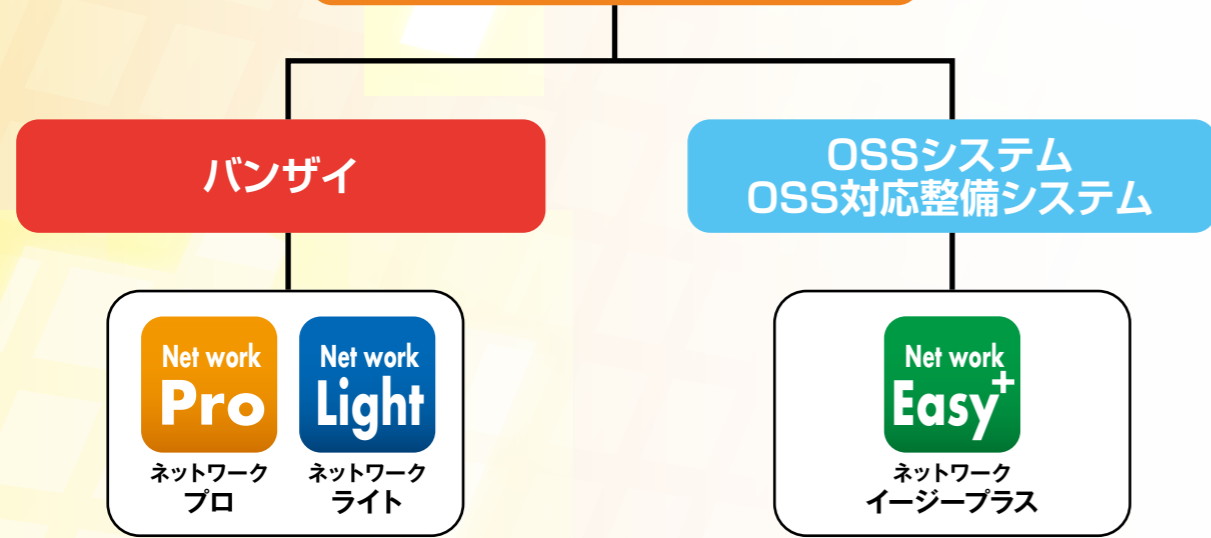 バンザイ
OSSシステム
OSS対応整備システム
Net work
Pro
ネットワーク
プロ
Net work
Light
ネットワーク
ライト
Net work
Easy+
ネットワーク
イージープラス